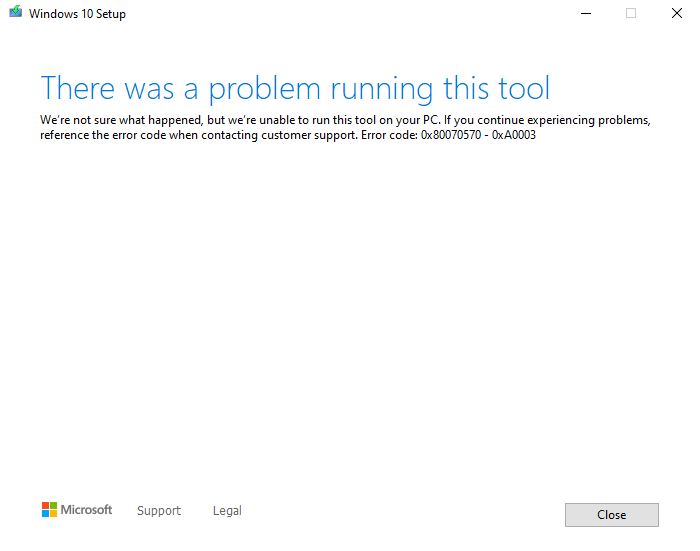 Windows 10 Setup
There was a problem running this tool
We're not sure what happened, but we're unable to run this tool on your PC. If you continue experiencing problems,
reference the error code when contacting customer support. Error code: 0x80070570 - 0xA0003
Microsoft Support Legal
Close